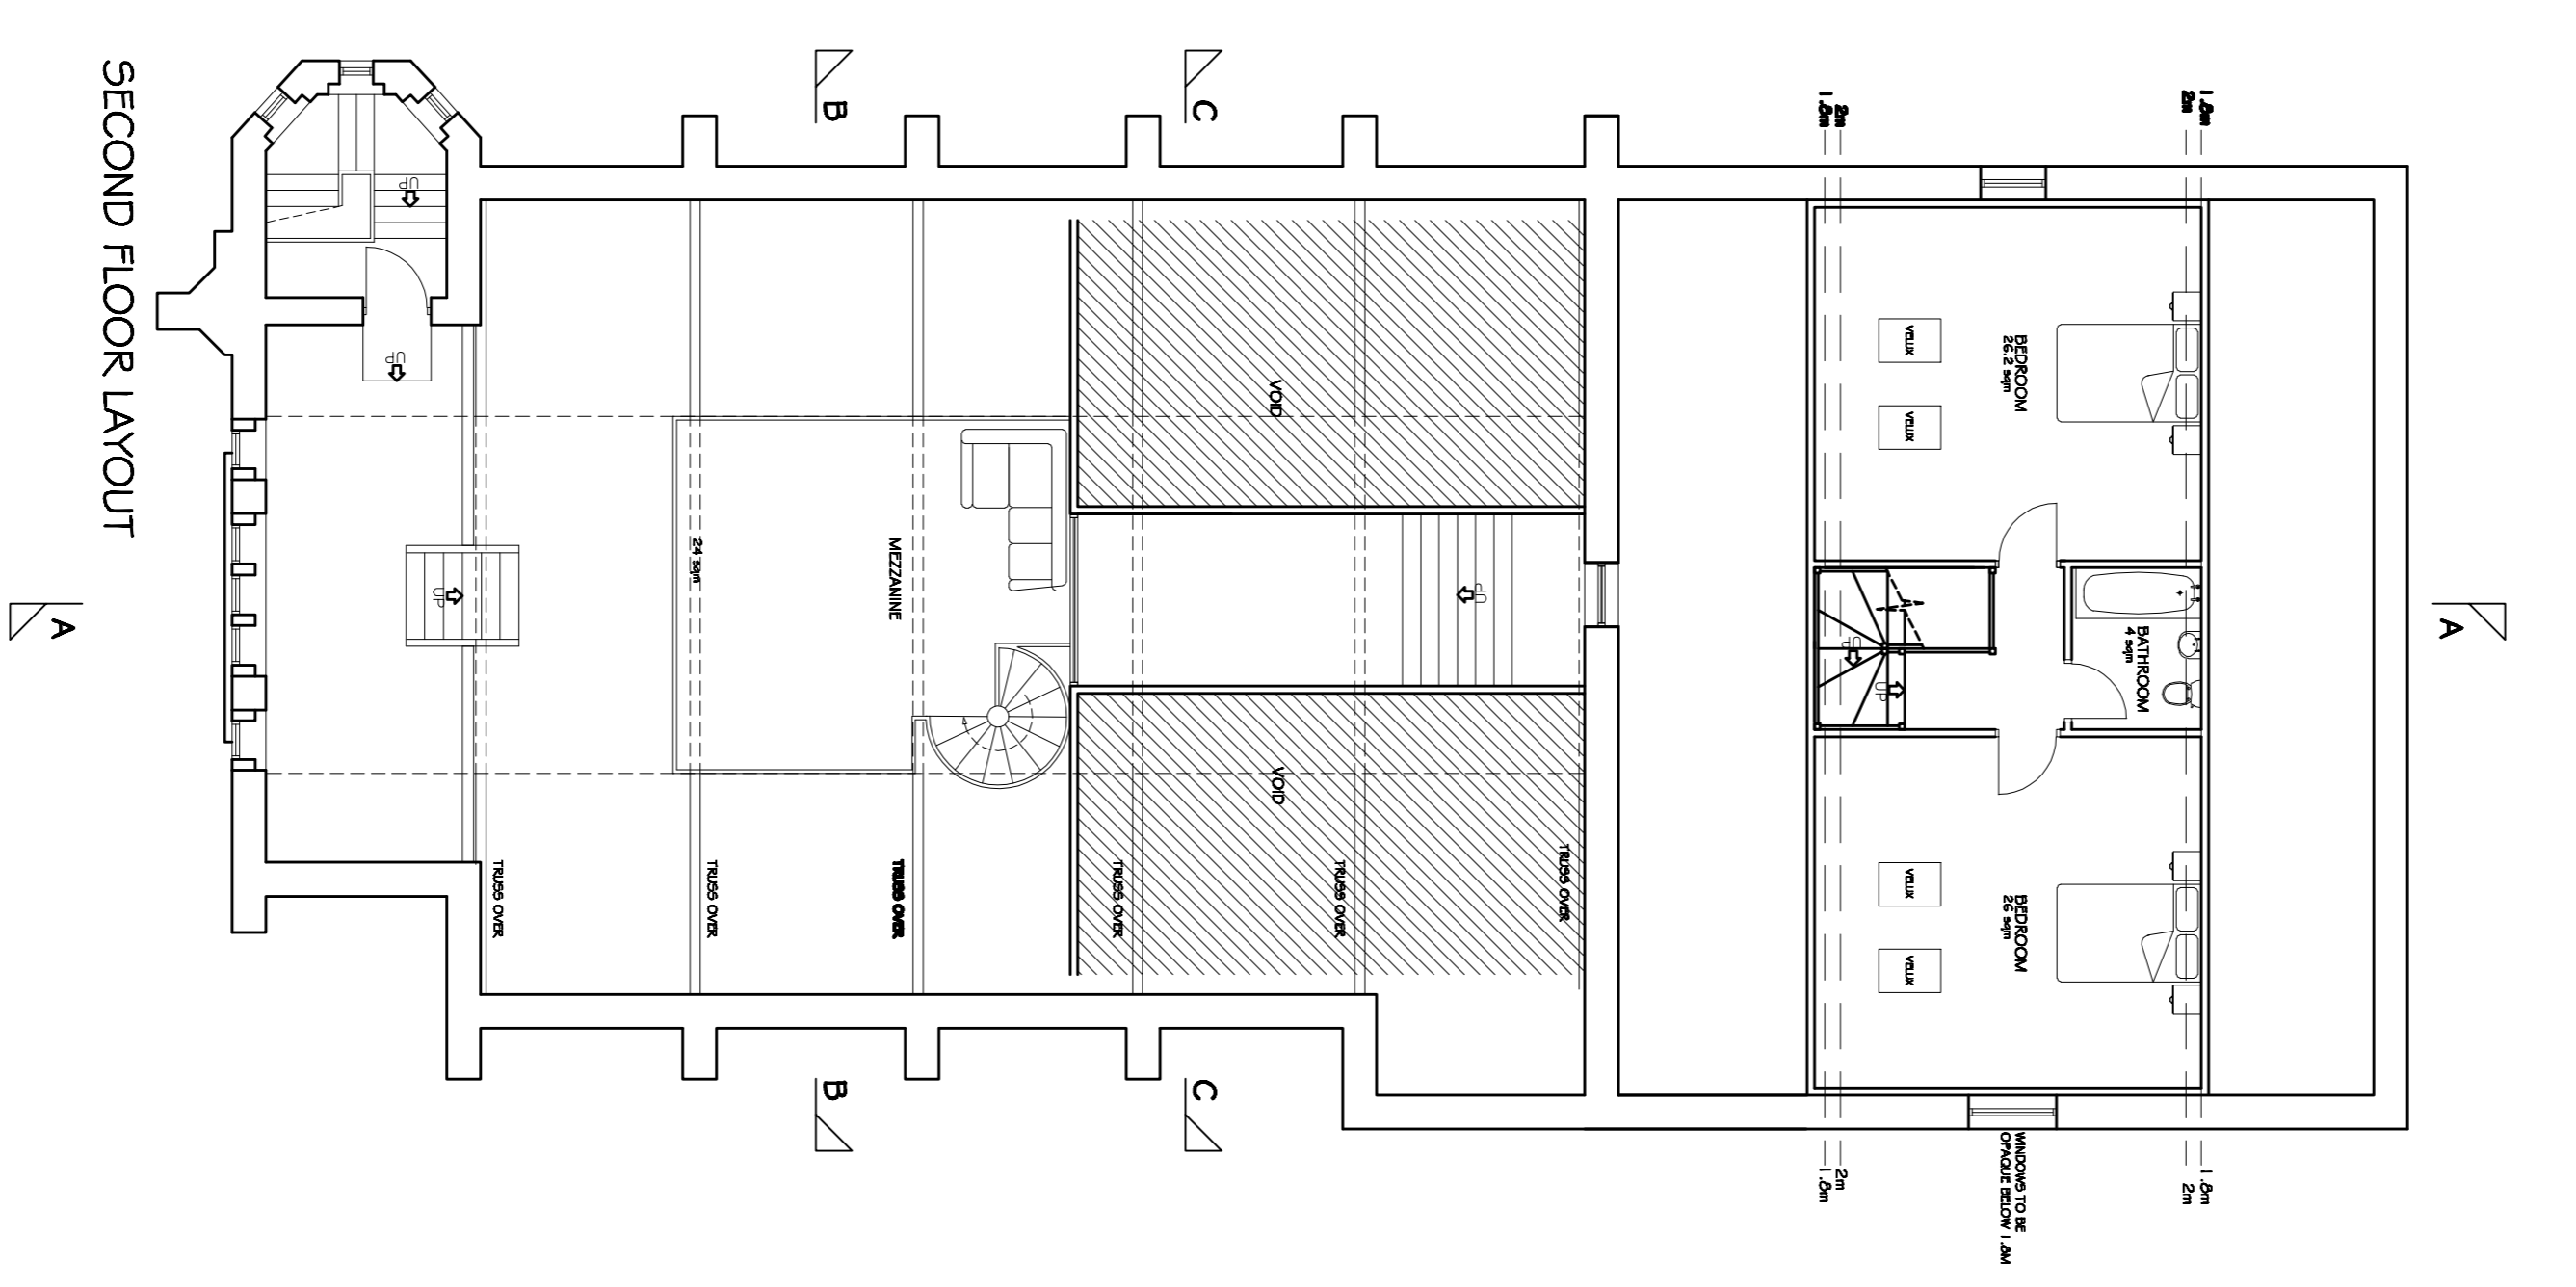 SECOND FLOOR LAYOUT
A
A
B
B
C
C
1.8m
2m
2m
1.8m
1.8m
2m
2m
1.8m
BEDROOM
26.2 sqm
VELUX
VELUX
BATHROOM
4 sqm
UP
UP
BEDROOM
26 sqm
VELUX
VELUX
WINDOWS TO BE
OPAQUE BELOW 1.8M
VOID
VOID
UP
MEZZANINE
24 sqm
UP
UP
UP
TRUSS OVER
TRUSS OVER
TRUSS OVER
TRUSS OVER
TRUSS OVER
TRUSS OVER